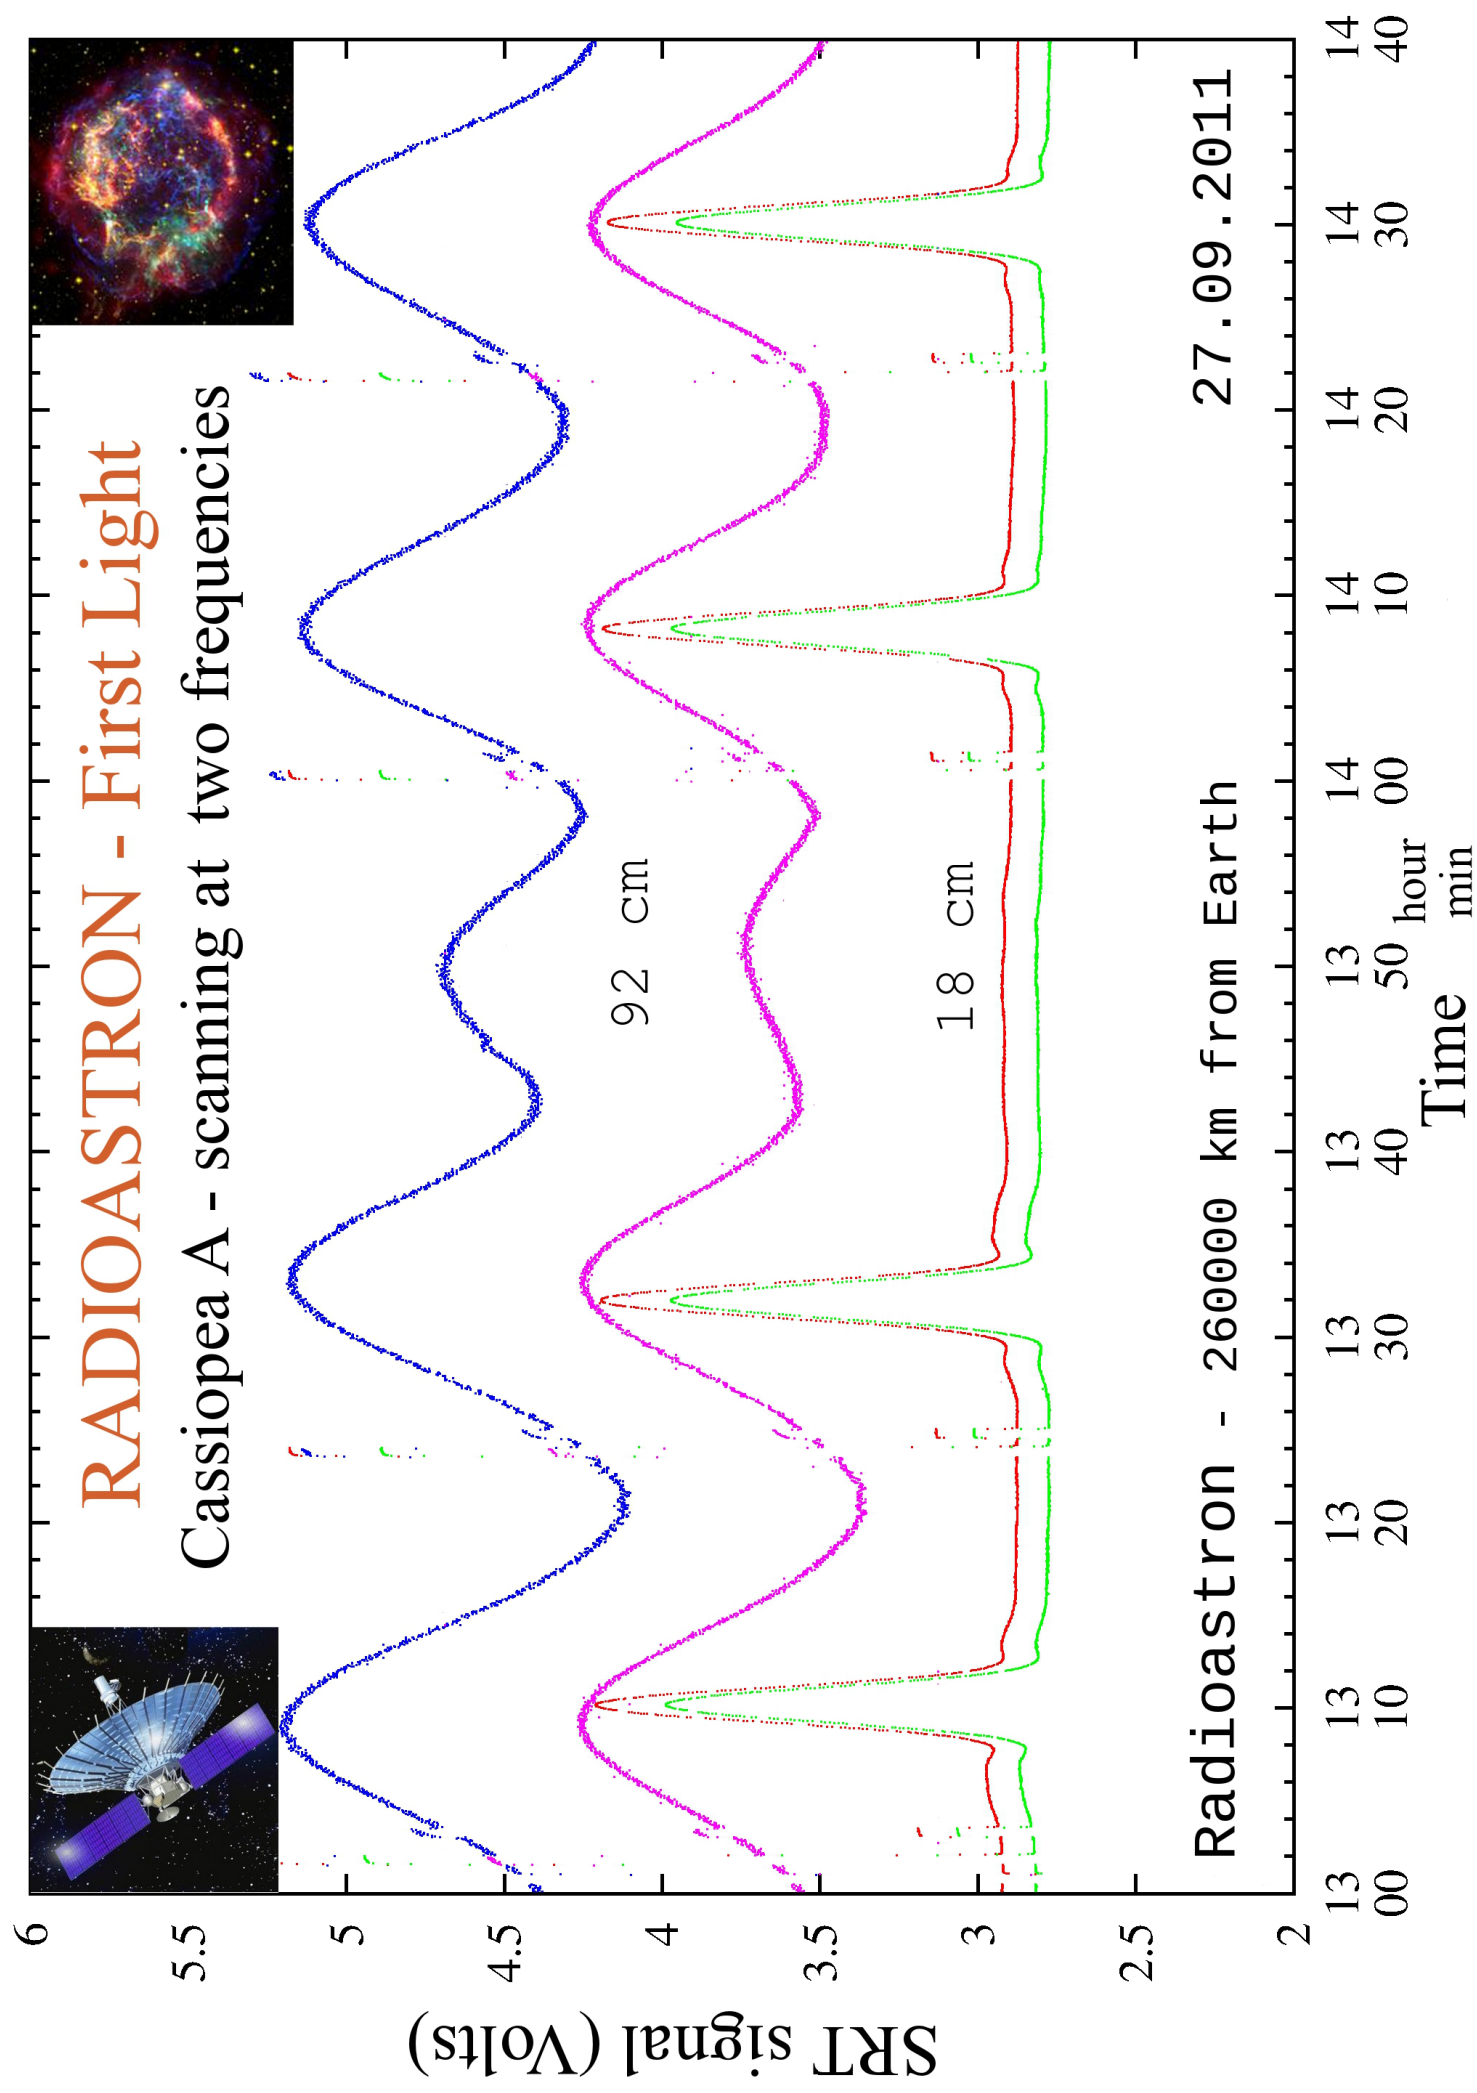 RADIOASTRON - First Light
Cassiopea A - scanning at two frequencies
6
5.5
5
4.5
4
3.5
3
2.5
2
SRT signal (Volts)
92 cm
18 cm
Radioastron - 260000 km from Earth
27.09.2011
13 13 13 13 13 13 14 14 14 14 14
00 10 20 30 40 50 00 10 20 30 40
hour
min
Time